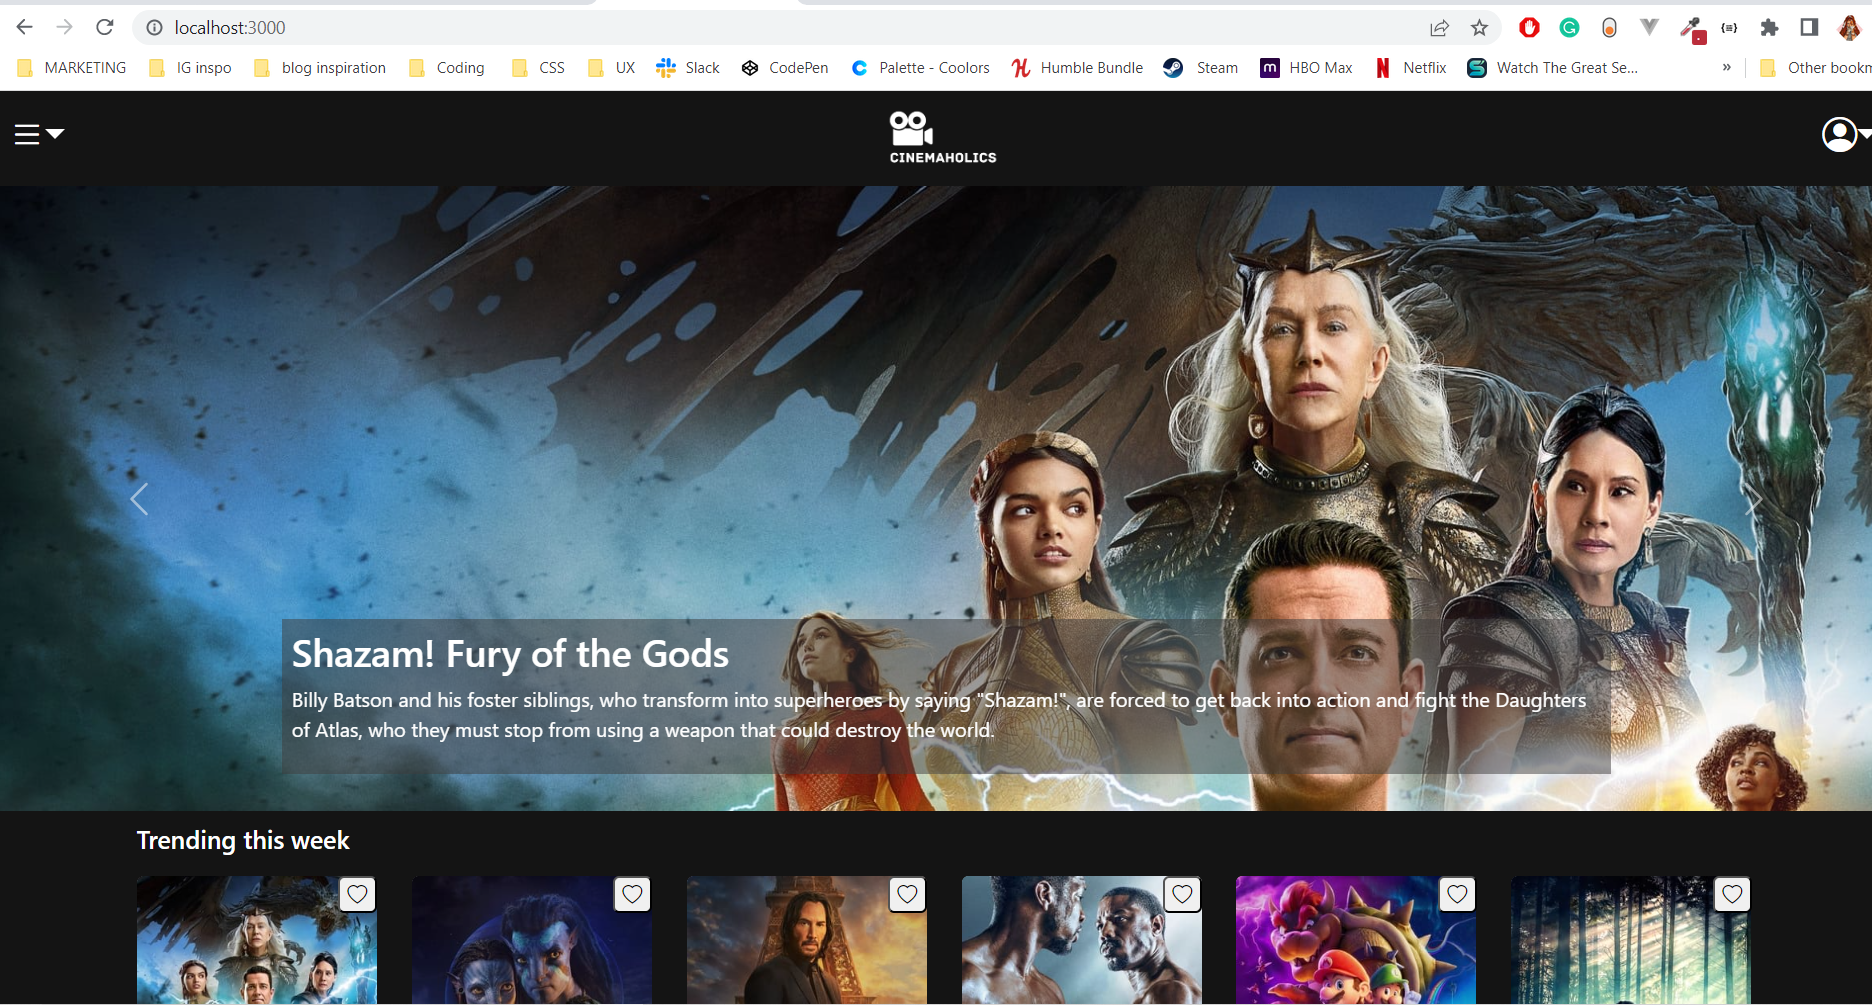 localhost:3000
MARKETING IG inspo blog inspiration Coding CSS UX Slack CodePen Palette - Coolors Humble Bundle Steam HBO Max Netflix Watch The Great Se... » Other bookm
CINEMAHOLICS
Shazam! Fury of the Gods
Billy Batson and his foster siblings, who transform into superheroes by saying "Shazam!", are forced to get back into action and fight the Daughters
of Atlas, who they must stop from using a weapon that could destroy the world.
Trending this week